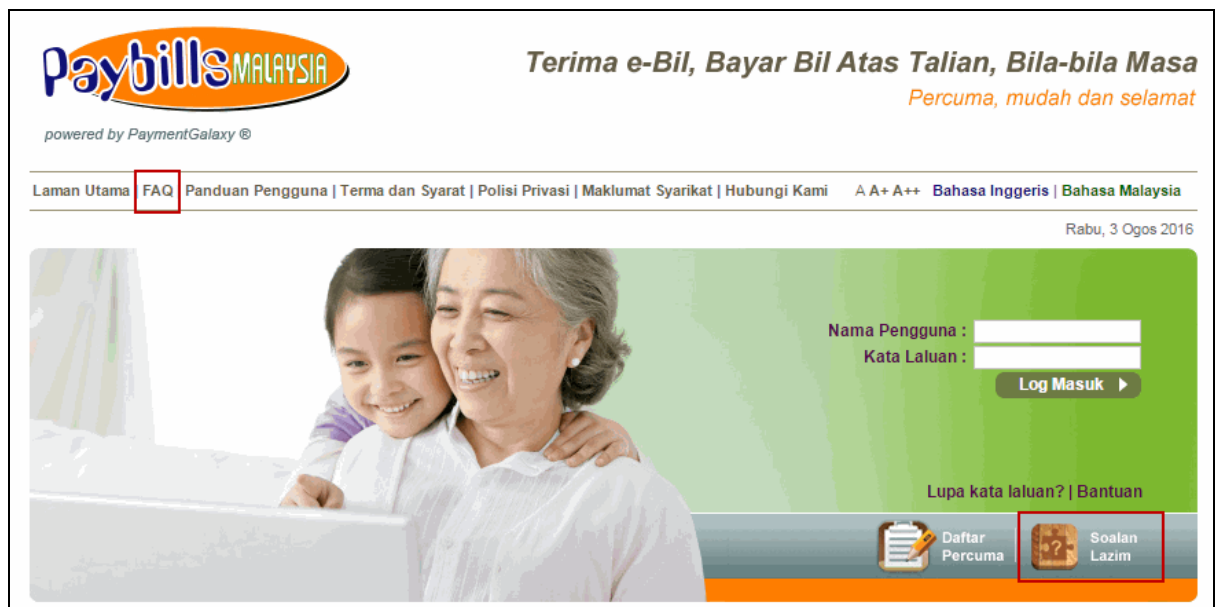 Paybills MALAYSIA
Terima e-Bil, Bayar Bil Atas Talian, Bila-bila Masa
Percuma, mudah dan selamat
powered by PaymentGalaxy ®
Laman Utama | FAQ | Panduan Pengguna | Terma dan Syarat | Polisi Privasi | Maklumat Syarikat | Hubungi Kami A A+ A++ Bahasa Inggeris | Bahasa Malaysia
Rabu, 3 Ogos 2016
Nama Pengguna :
Kata Laluan :
Log Masuk
Lupa kata laluan? | Bantuan
Daftar
Percuma
?
Soalan
Lazim